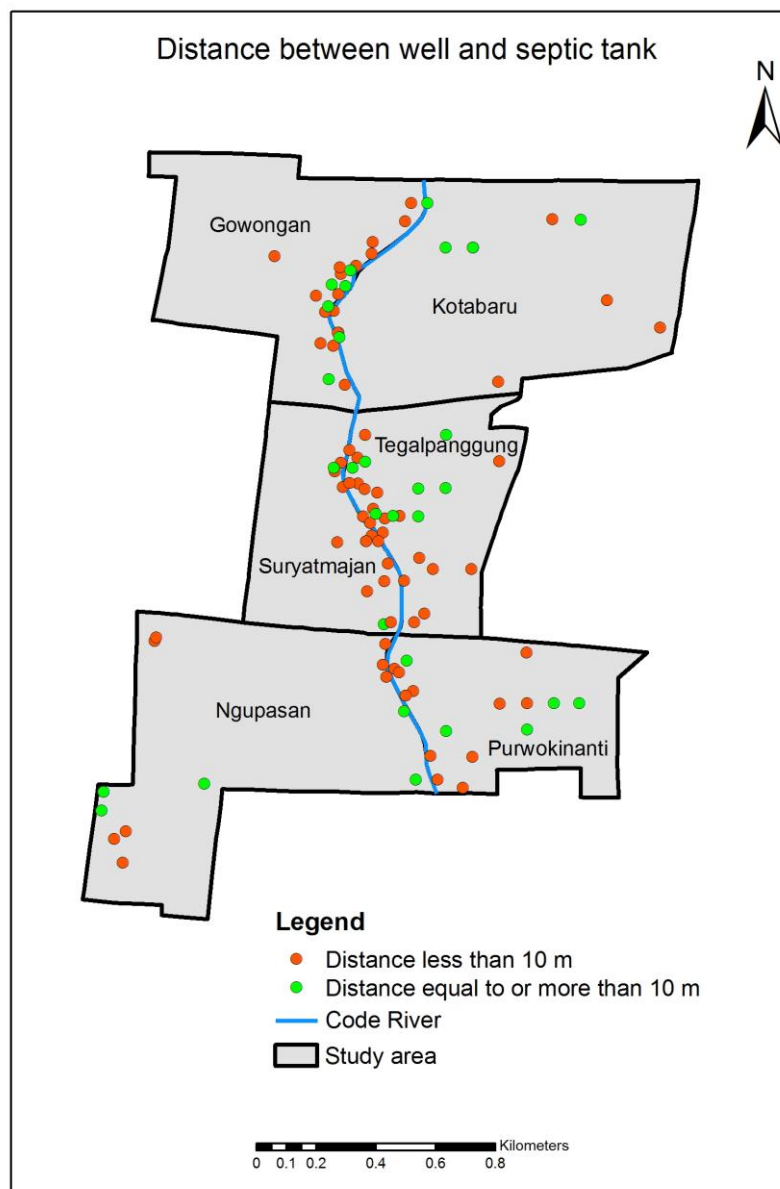 Distance between well and septic tank
N
Gowongan
Kotabaru
Tegalpanggung
Suryatmajan
Ngupasan
Purwokinanti
Legend
Distance less than 10 m
Distance equal to or more than 10 m
Code River
Study area
Kilometers
0 0.1 0.2 0.4 0.6 0.8